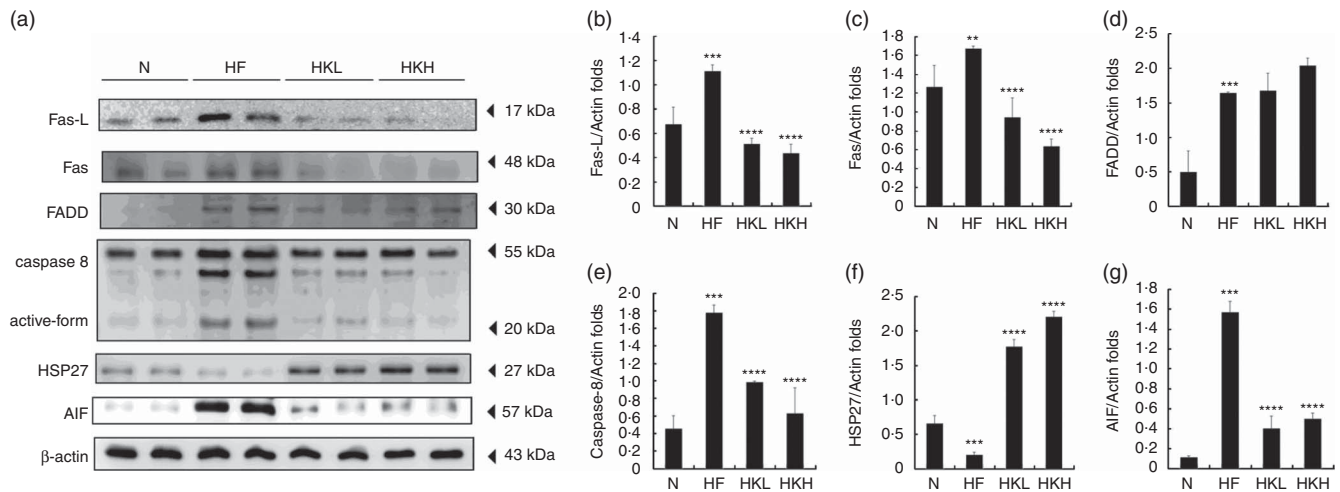 (a)
N HF HKL HKH
Fas-L 17 kDa
Fas 48 kDa
FADD 30 kDa
caspase 8 55 kDa
active-form 20 kDa
HSP27 27 kDa
AIF 57 kDa
β-actin 43 kDa
(b)
Fas-L/Actin folds
1·4
1·2
1·0
0·8
0·6
0·4
0·2
0·0
*** **** ****
N HF HKL HKH
(c)
Fas/Actin folds
1·8
1·6
1·4
1·2
1·0
0·8
0·6
0·4
0·2
0·0
** **** ****
N HF HKL HKH
(d)
FADD/Actin folds
2·5
2·0
1·5
1·0
0·5
0
***
N HF HKL HKH
(e)
Caspase-8/Actin folds
2·0
1·8
1·6
1·4
1·2
1·0
0·8
0·6
0·4
0·2
0·0
*** **** ****
N HF HKL HKH
(f)
HSP27/Actin folds
2·5
2·0
1·5
1·0
0·5
0
*** **** ****
N HF HKL HKH
(g)
AIF/Actin folds
1·8
1·6
1·4
1·2
1·0
0·8
0·6
0·4
0·2
0·0
*** **** ****
N HF HKL HKH